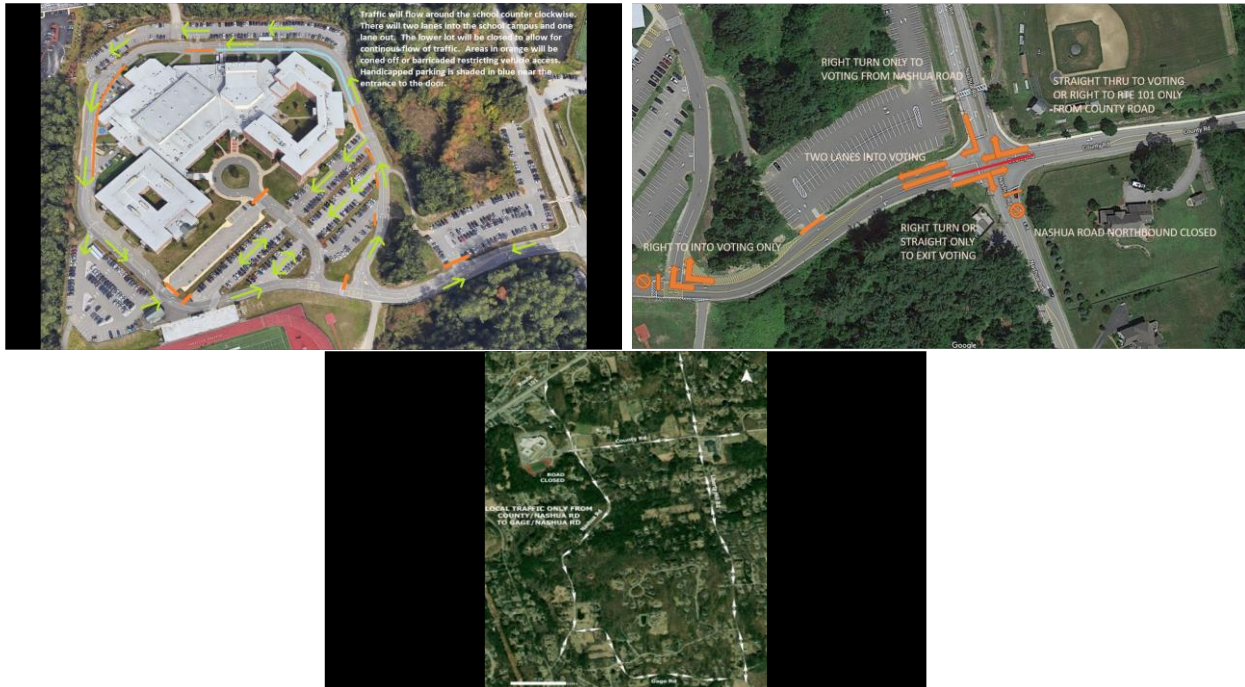 Traffic will flow around the school counter clockwise.
There will two lanes into the school campus and one
lane out. The lower lot will be closed to allow for
continous flow of traffic. Areas in orange will be
coned off or barricaded restricting vehicle access.
Handicapped parking is shaded in blue near the
entrance to the door.
RIGHT TURN ONLY TO
VOTING FROM NASHUA ROAD
STRAIGHT THRU TO VOTING
OR RIGHT TO RTE 101 ONLY
FROM COUNTY ROAD
County Rd
County Rd
TWO LANES INTO VOTING
RIGHT TURN OR
STRAIGHT ONLY
TO EXIT VOTING
NASHUA ROAD NORTHBOUND CLOSED
RIGHT TO INTO VOTING ONLY
Google
County Rd
ROAD
CLOSED
LOCAL TRAFFIC ONLY FROM
COUNTY/NASHUA RD
TO GAGE/NASHUA RD
Nashua Rd
Gage Rd